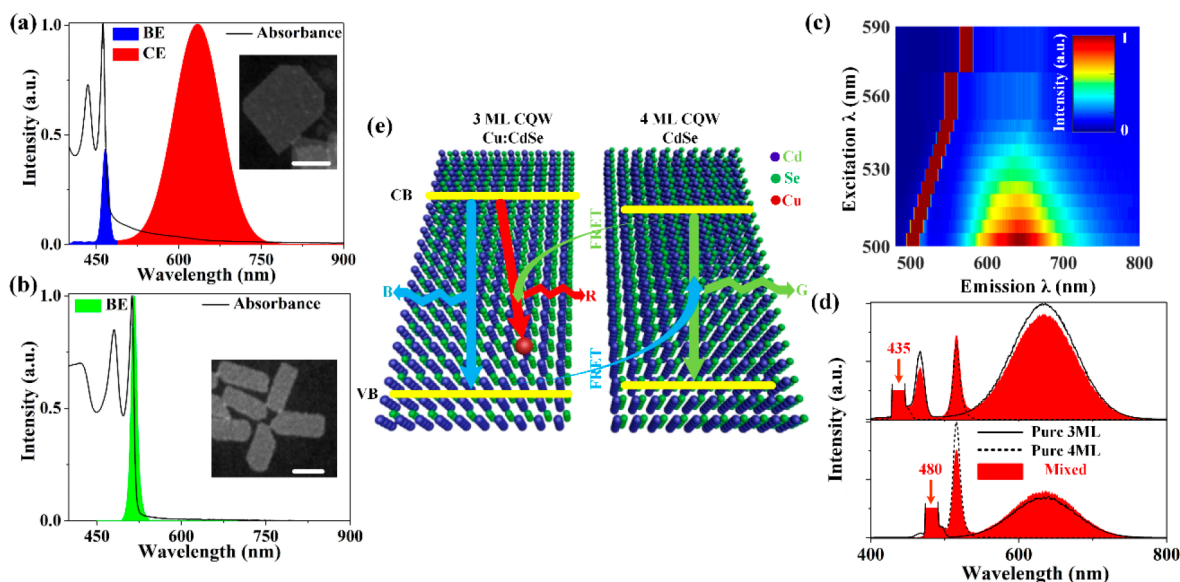 (a)
1.0
0.5
0.0
Intensity (a.u.)
BE
CE
Absorbance
450 600 750 900
Wavelength (nm)
(b)
1.0
0.5
0.0
Intensity (a.u.)
BE
Absorbance
450 600 750 900
Wavelength (nm)
(e)
3 ML CQW
Cu:CdSe
4 ML CQW
CdSe
Cd
Se
Cu
CB
VB
FRET
FRET
B
R
G
(c)
590
560
530
500
Excitation λ (nm)
Intensity (a.u.)
1
0
500 600 700 800
Emission λ (nm)
(d)
435
480
Pure 3ML
Pure 4ML
Mixed
Intensity (a.u.)
400 600 800
Wavelength (nm)